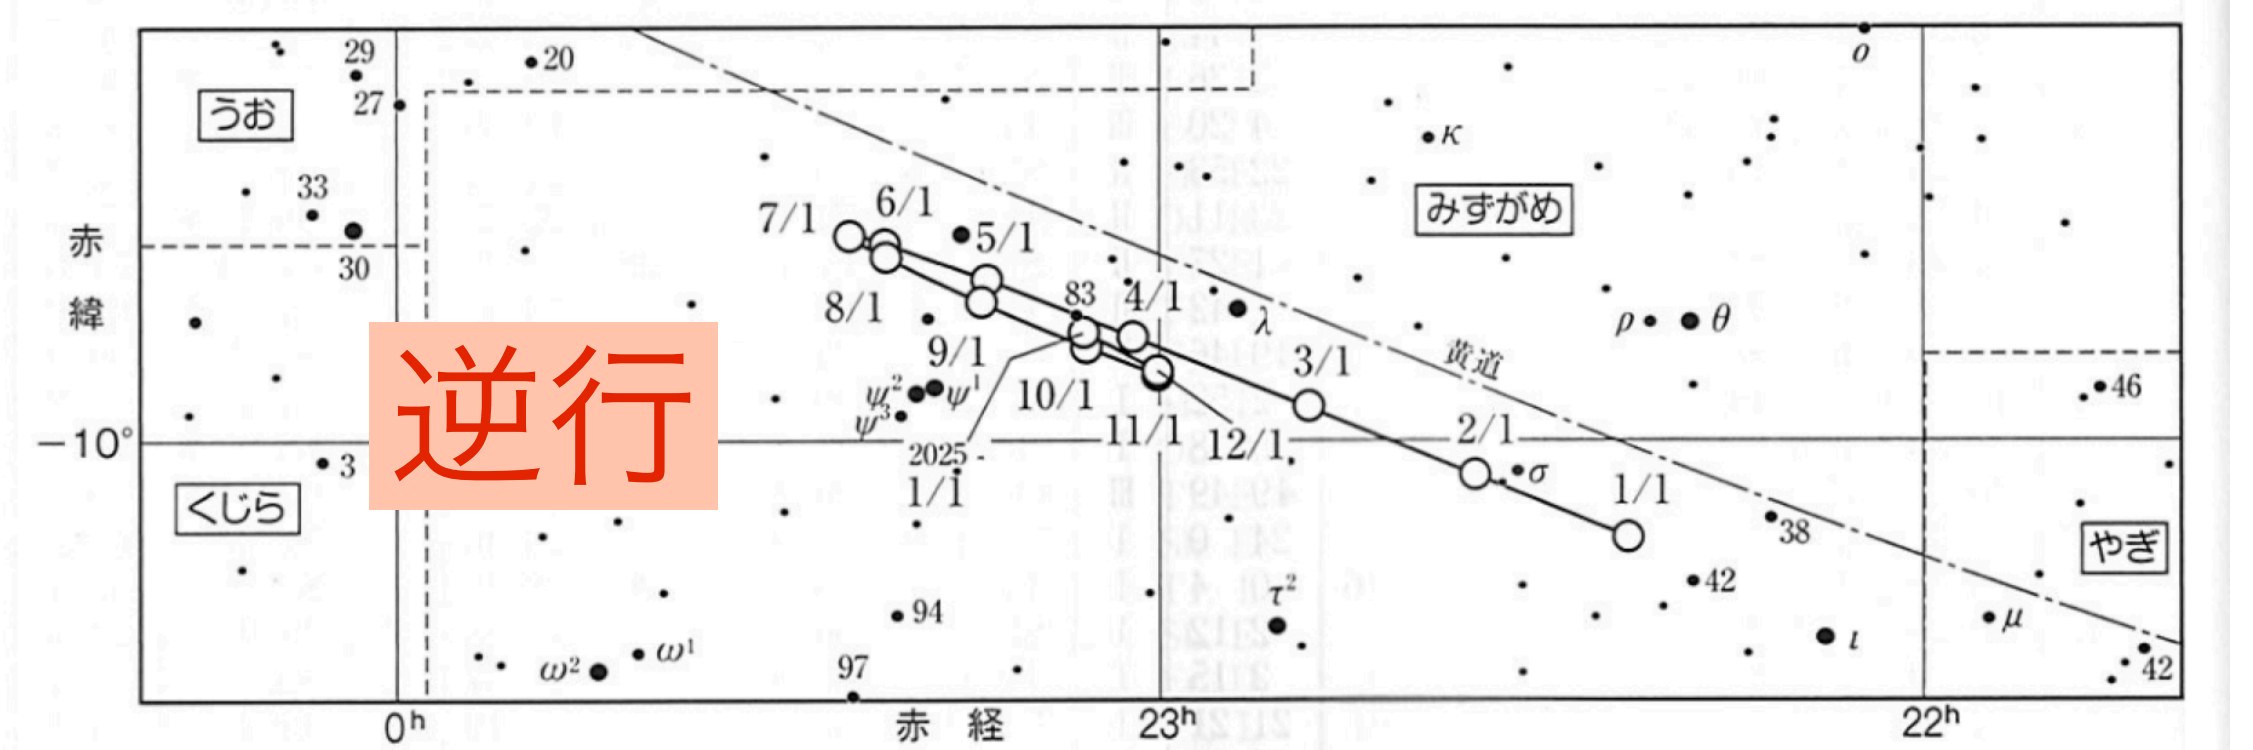 29
20
ο
27
うお
κ
33
みずがめ
6/1
7/1
5/1
赤緯
30
83
4/1
λ
ρ
θ
8/1
9/1
3/1
黄道
逆行
ψ²
ψ¹
ψ³
10/1
46
−10°
11/1
12/1
2/1
2025
1/1
σ
1/1
3
くじら
38
やぎ
42
τ²
94
μ
ι
ω²
ω¹
97
42
0ʰ
赤経
23ʰ
22ʰ